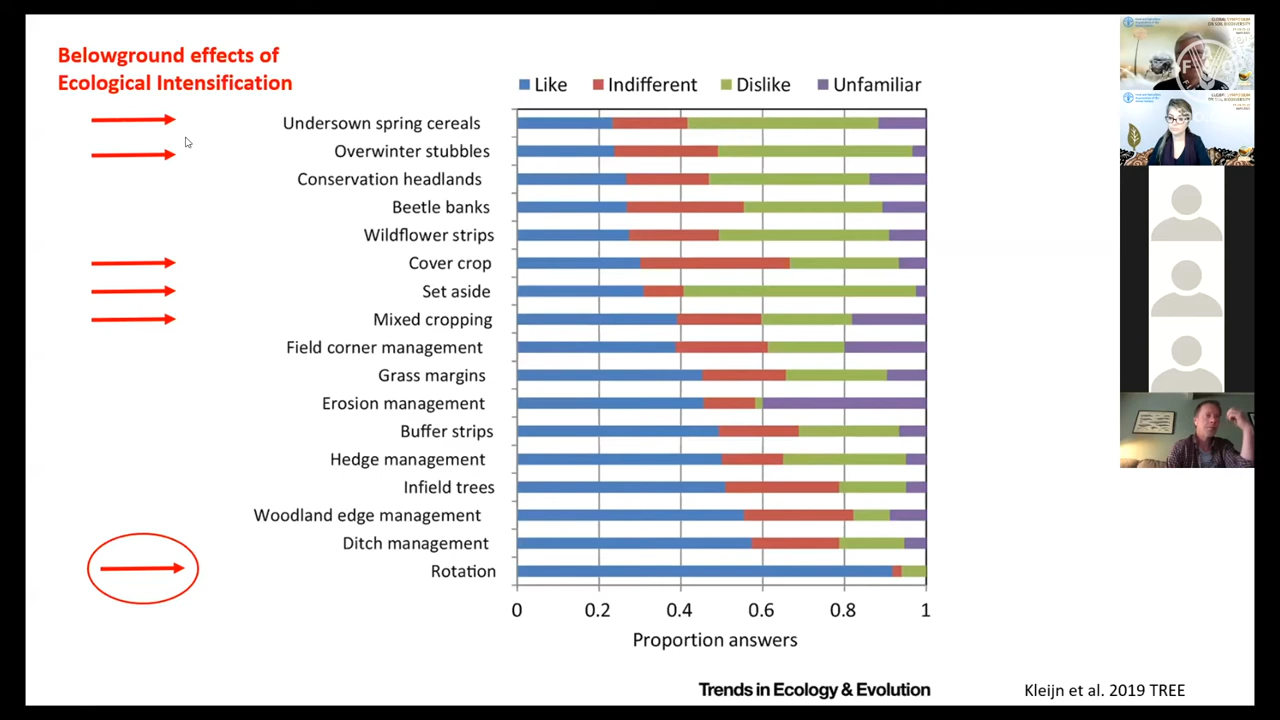 Belowground effects of
Ecological Intensification
Like Indifferent Dislike Unfamiliar
Undersown spring cereals
Overwinter stubbles
Conservation headlands
Beetle banks
Wildflower strips
Cover crop
Set aside
Mixed cropping
Field corner management
Grass margins
Erosion management
Buffer strips
Hedge management
Infield trees
Woodland edge management
Ditch management
Rotation
0 0.2 0.4 0.6 0.8 1
Proportion answers
Trends in Ecology & Evolution
Kleijn et al. 2019 TREE